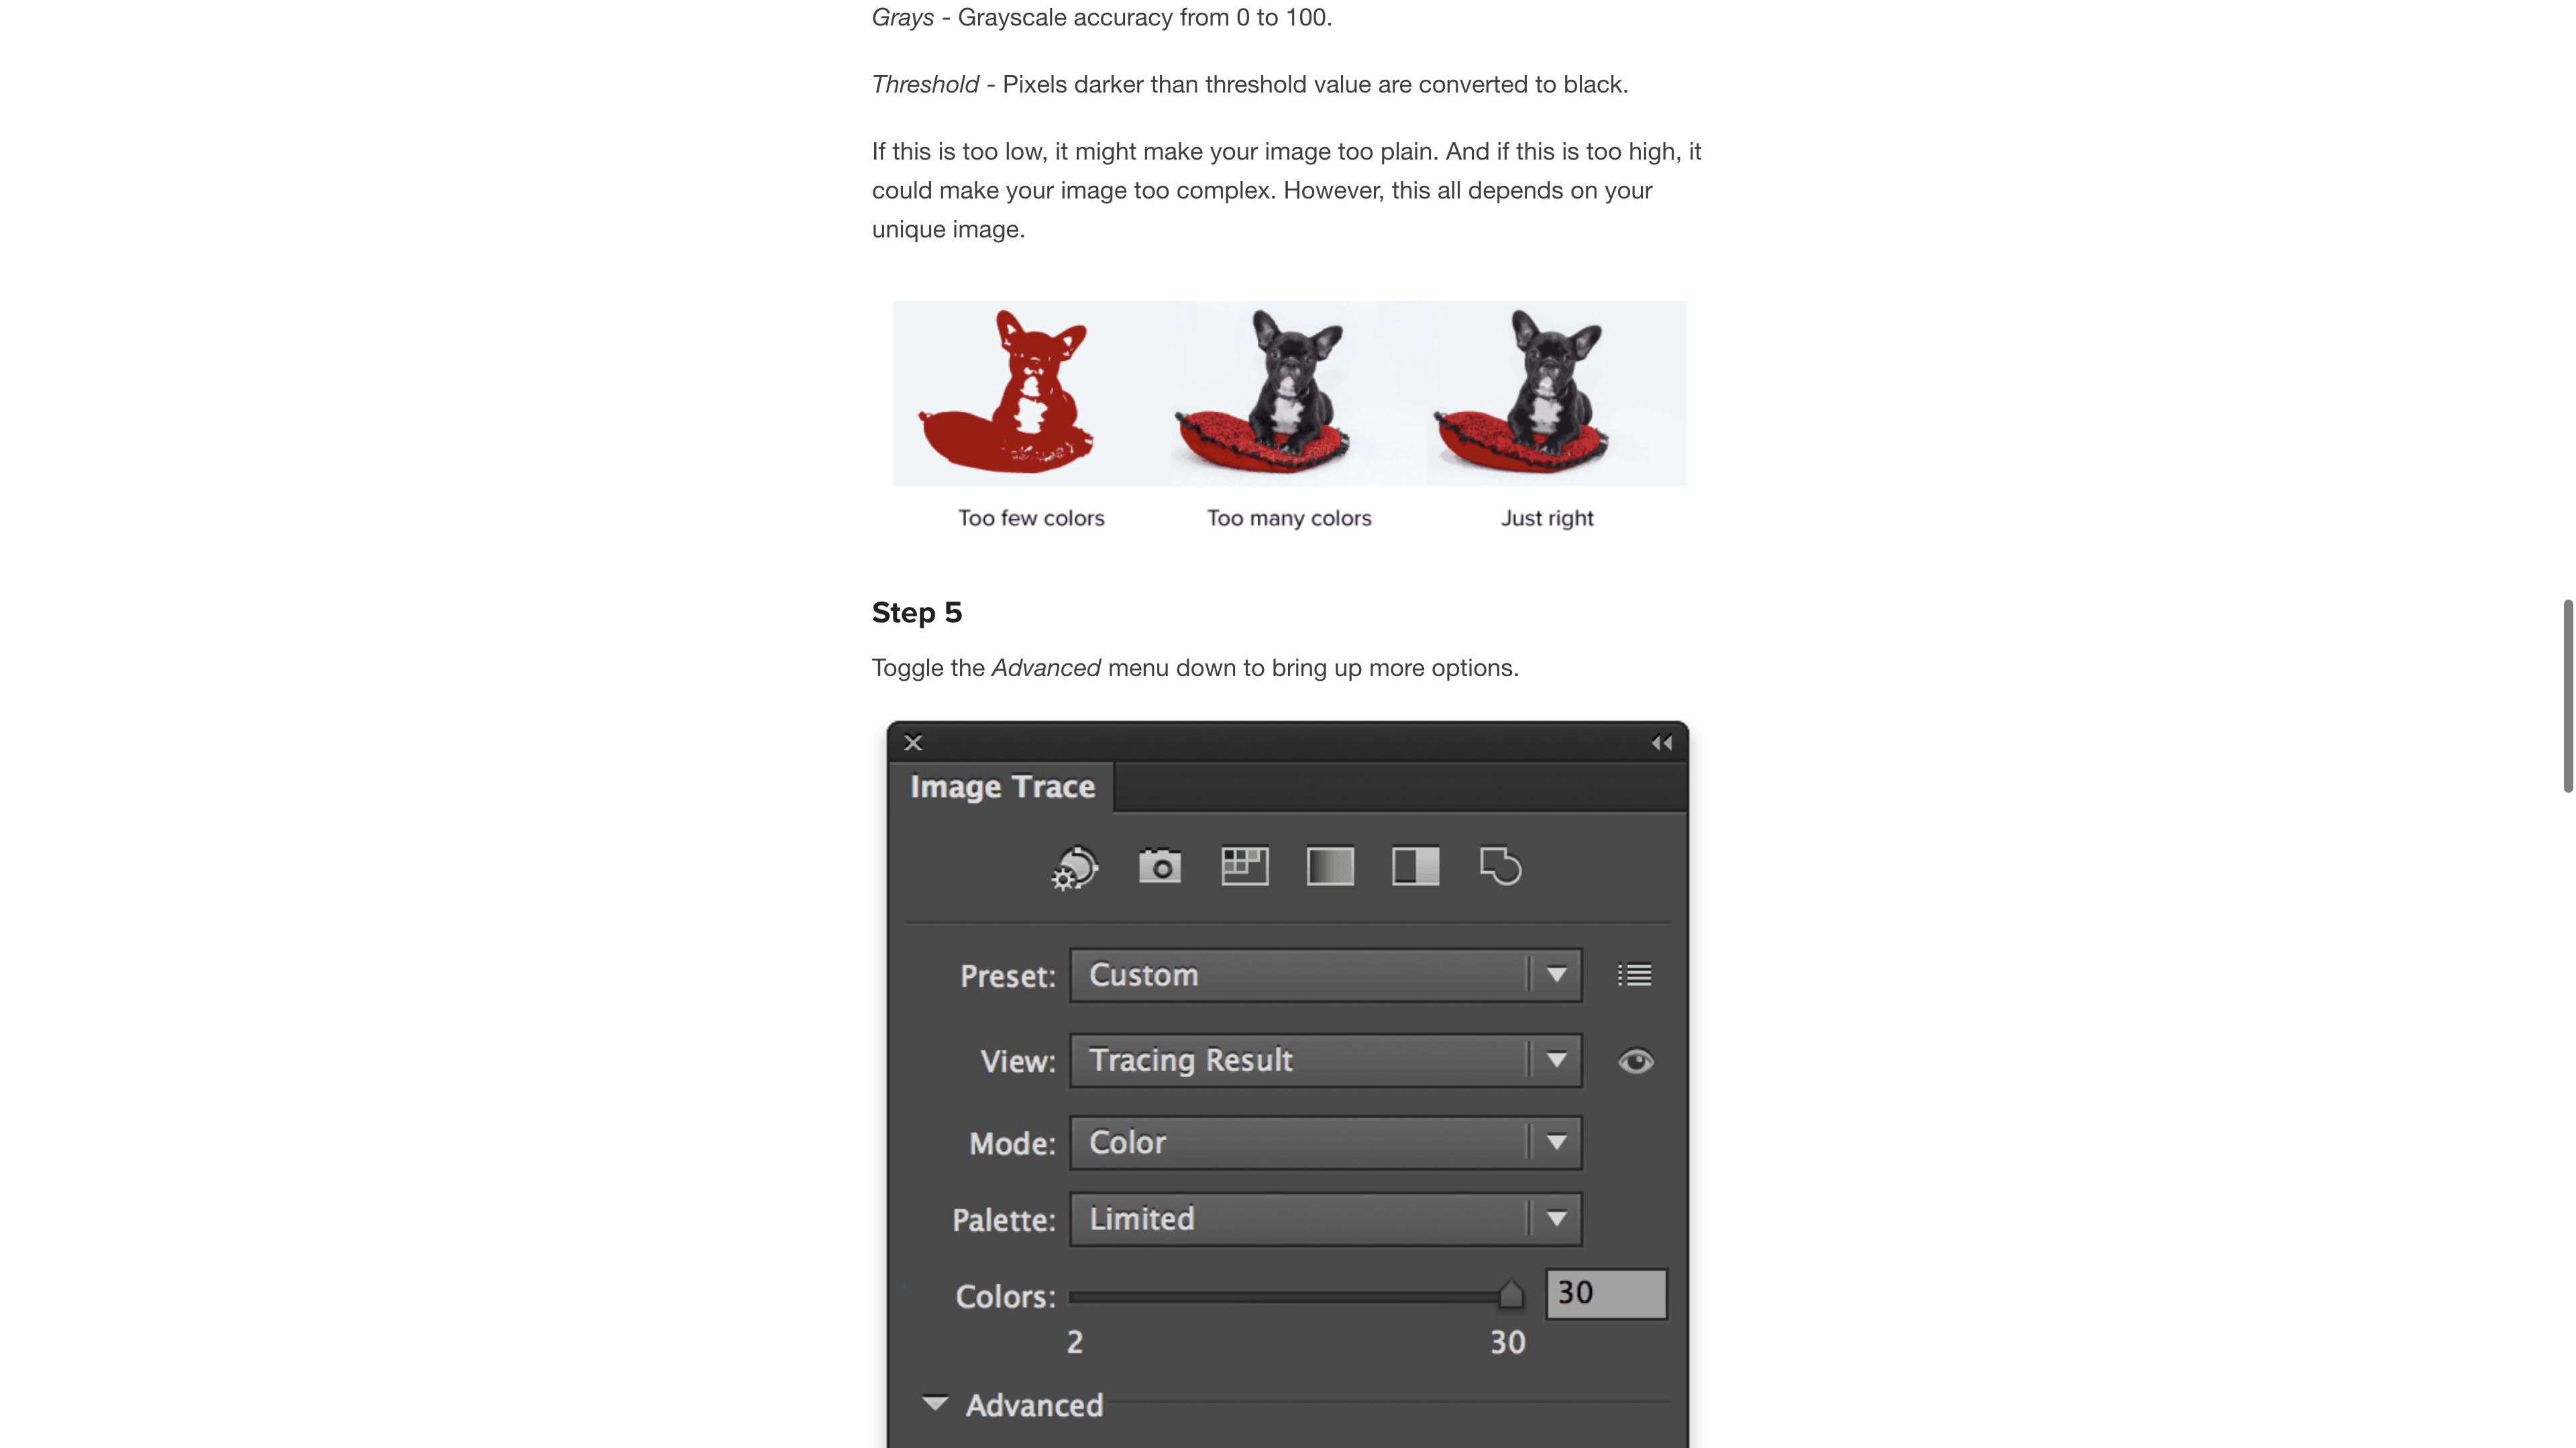 Grays - Grayscale accuracy from 0 to 100.
Threshold - Pixels darker than threshold value are converted to black.
If this is too low, it might make your image too plain. And if this is too high, it
could make your image too complex. However, this all depends on your
unique image.
Too few colors
Too many colors
Just right
Step 5
Toggle the Advanced menu down to bring up more options.
Image Trace
Preset: Custom
View: Tracing Result
Mode: Color
Palette: Limited
Colors: 30
2 30
Advanced